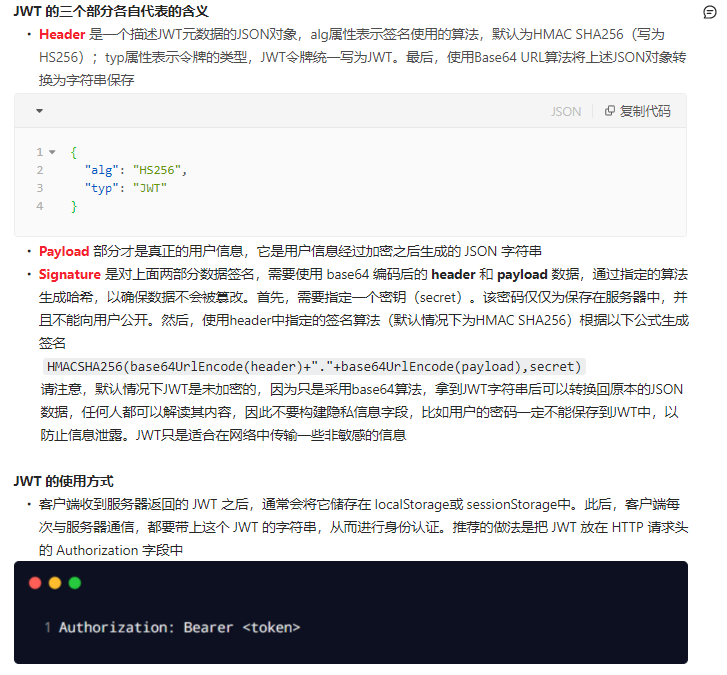 JWT 的三个部分各自代表的含义
• Header 是一个描述JWT元数据的JSON对象，alg属性表示签名使用的算法，默认为HMAC SHA256（写为
HS256）；typ属性表示令牌的类型，JWT令牌统一写为JWT。最后，使用Base64 URL算法将上述JSON对象转
换为字符串保存
JSON 复制代码
1 {
2 "alg": "HS256",
3 "typ": "JWT"
4 }
• Payload 部分才是真正的用户信息，它是用户信息经过加密之后生成的 JSON 字符串
• Signature 是对上面两部分数据签名，需要使用 base64 编码后的 header 和 payload 数据，通过指定的算法
生成哈希，以确保数据不会被篡改。首先，需要指定一个密钥（secret）。该密码仅仅为保存在服务器中，并
且不能向用户公开。然后，使用header中指定的签名算法（默认情况下为HMAC SHA256）根据以下公式生成
签名
HMACSHA256(base64UrlEncode(header)+"."+base64UrlEncode(payload),secret)
请注意，默认情况下JWT是未加密的，因为只是采用base64算法，拿到JWT字符串后可以转换回原本的JSON
数据，任何人都可以解读其内容，因此不要构建隐私信息字段，比如用户的密码一定不能保存到JWT中，以
防止信息泄露。JWT只是适合在网络中传输一些非敏感的信息
JWT 的使用方式
• 客户端收到服务器返回的 JWT 之后，通常会将它储存在 localStorage或 sessionStorage中。此后，客户端每
次与服务器通信，都要带上这个 JWT 的字符串，从而进行身份认证。推荐的做法是把 JWT 放在 HTTP 请求头
的 Authorization 字段中
1 Authorization: Bearer <token>